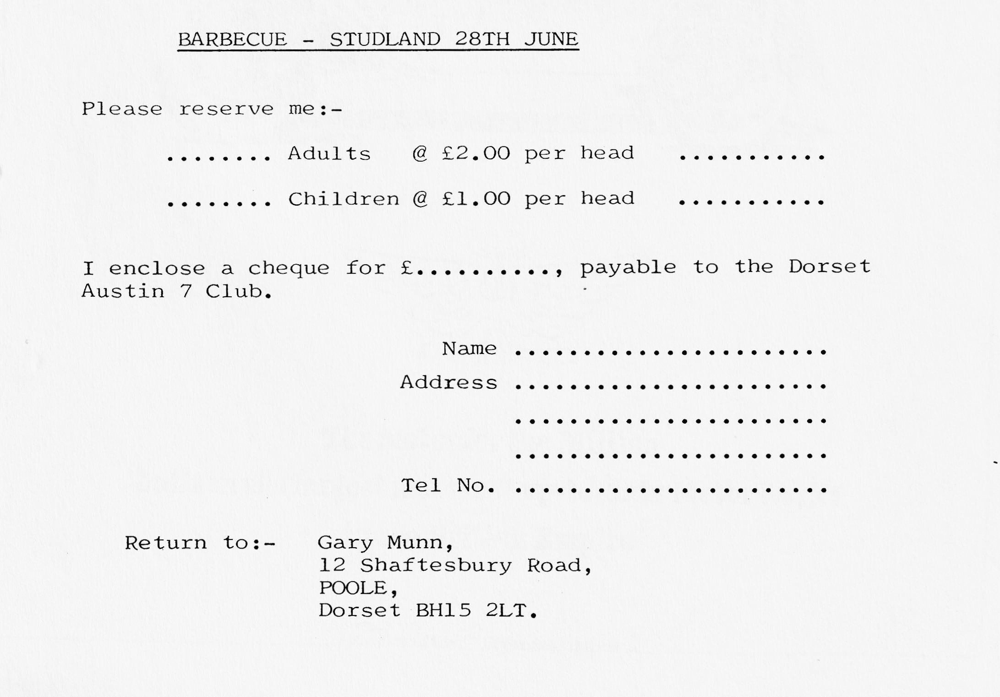 BARBECUE - STUDLAND 28TH JUNE
Please reserve me:-
........ Adults @ £2.00 per head ...........
........ Children @ £1.00 per head ...........
I enclose a cheque for £.........., payable to the Dorset
Austin 7 Club.
Name .......................
Address .......................
.......................
.......................
Tel No. .......................
Return to:- Gary Munn,
12 Shaftesbury Road,
POOLE,
Dorset BH15 2LT.